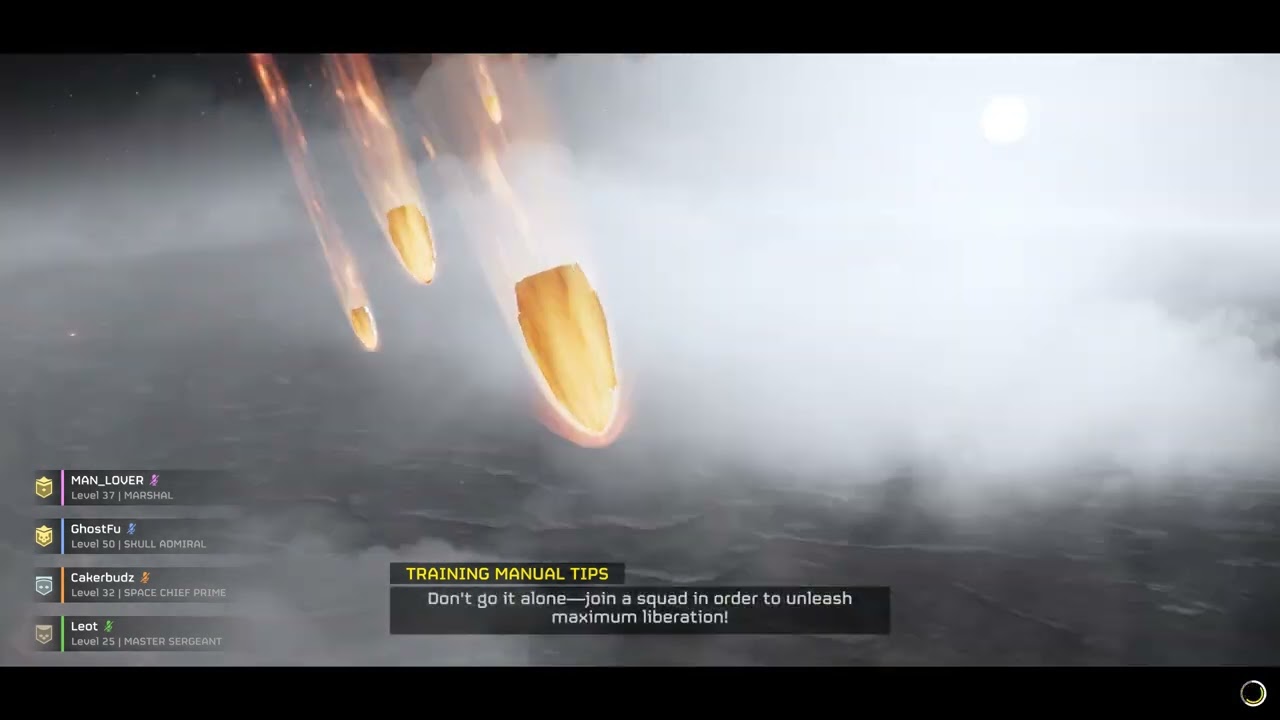 MAN_LOVER
Level 37 | MARSHAL
GhostFu
Level 50 | SKULL ADMIRAL
Cakerbudz
Level 32 | SPACE CHIEF PRIME
Leot
Level 25 | MASTER SERGEANT
TRAINING MANUAL TIPS
Don't go it alone—join a squad in order to unleash
maximum liberation!